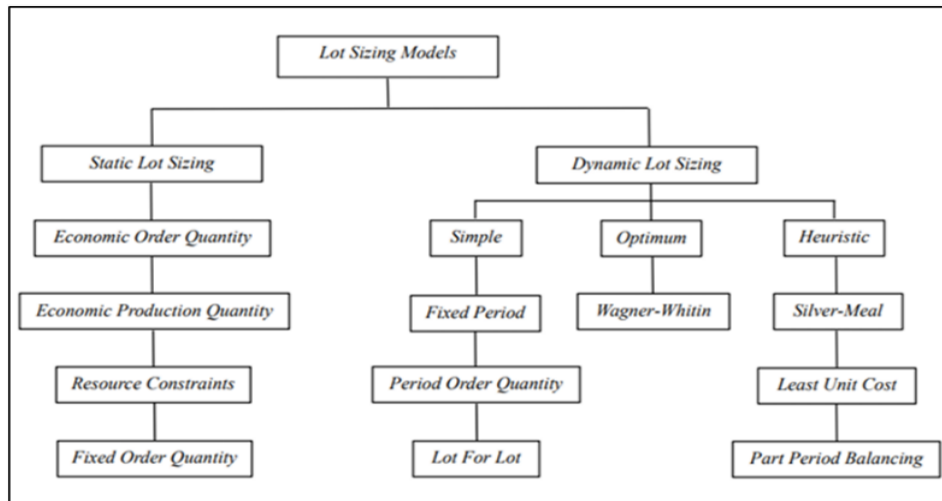 Lot Sizing Models
Static Lot Sizing
Dynamic Lot Sizing
Economic Order Quantity
Simple
Optimum
Heuristic
Economic Production Quantity
Fixed Period
Wagner-Whitin
Silver-Meal
Resource Constraints
Period Order Quantity
Least Unit Cost
Fixed Order Quantity
Lot For Lot
Part Period Balancing